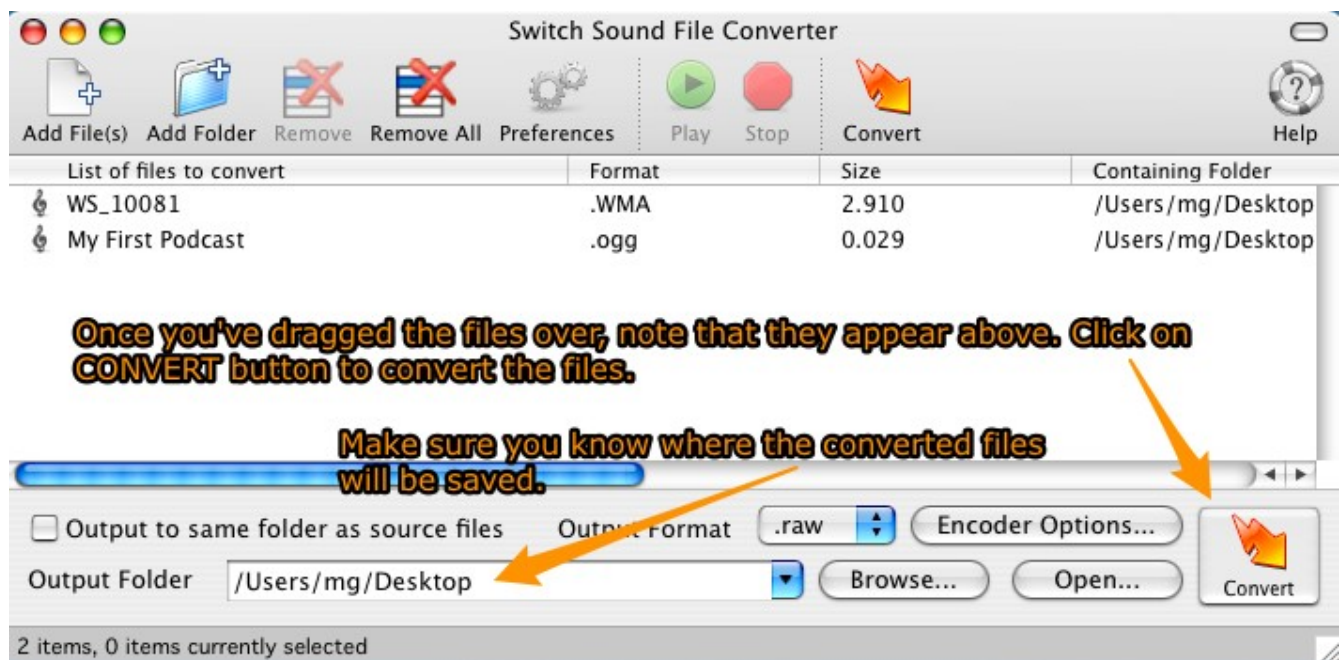 Switch Sound File Converter
Add File(s) Add Folder Remove Remove All Preferences Play Stop Convert Help
List of files to convert Format Size Containing Folder
WS_10081 .WMA 2.910 /Users/mg/Desktop
My First Podcast .ogg 0.029 /Users/mg/Desktop
Once you've dragged the files over, note that they appear above. Click on
CONVERT button to convert the files.
Make sure you know where the converted files
will be saved.
Output to same folder as source files Output Format .raw Encoder Options...
Output Folder /Users/mg/Desktop Browse... Open... Convert
2 items, 0 items currently selected